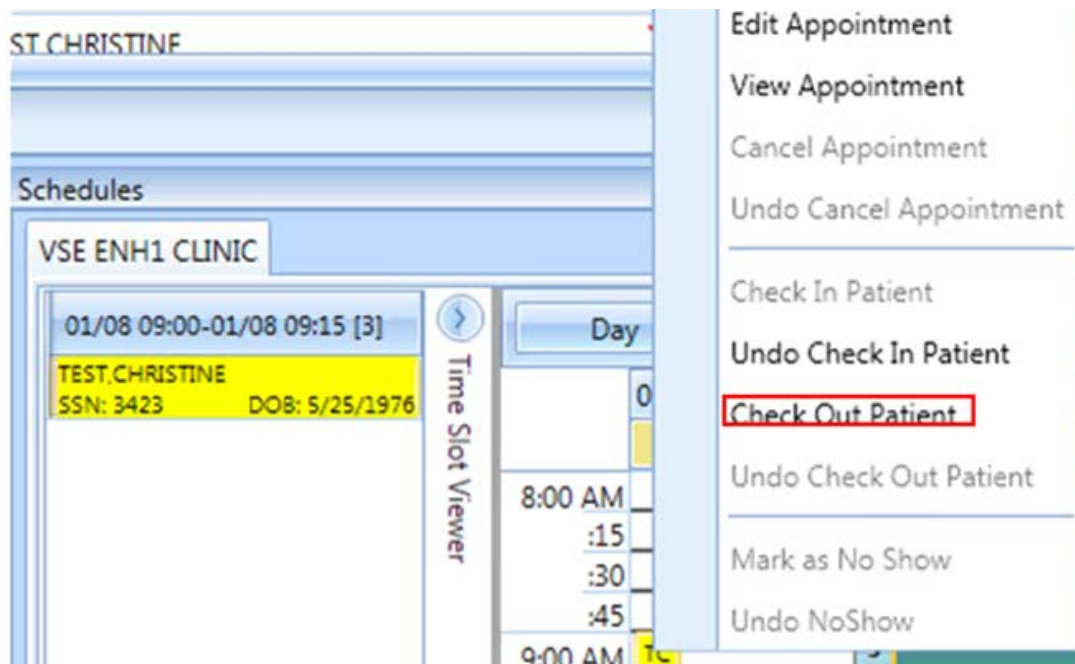 ST CHRISTINE
Schedules
VSE ENH1 CLINIC
01/08 09:00-01/08 09:15 [3]
TEST,CHRISTINE
SSN: 3423 DOB: 5/25/1976
Time Slot Viewer
Day
0
8:00 AM
:15
:30
:45
9:00 AM TC
Edit Appointment
View Appointment
Cancel Appointment
Undo Cancel Appointment
Check In Patient
Undo Check In Patient
Check Out Patient
Undo Check Out Patient
Mark as No Show
Undo NoShow